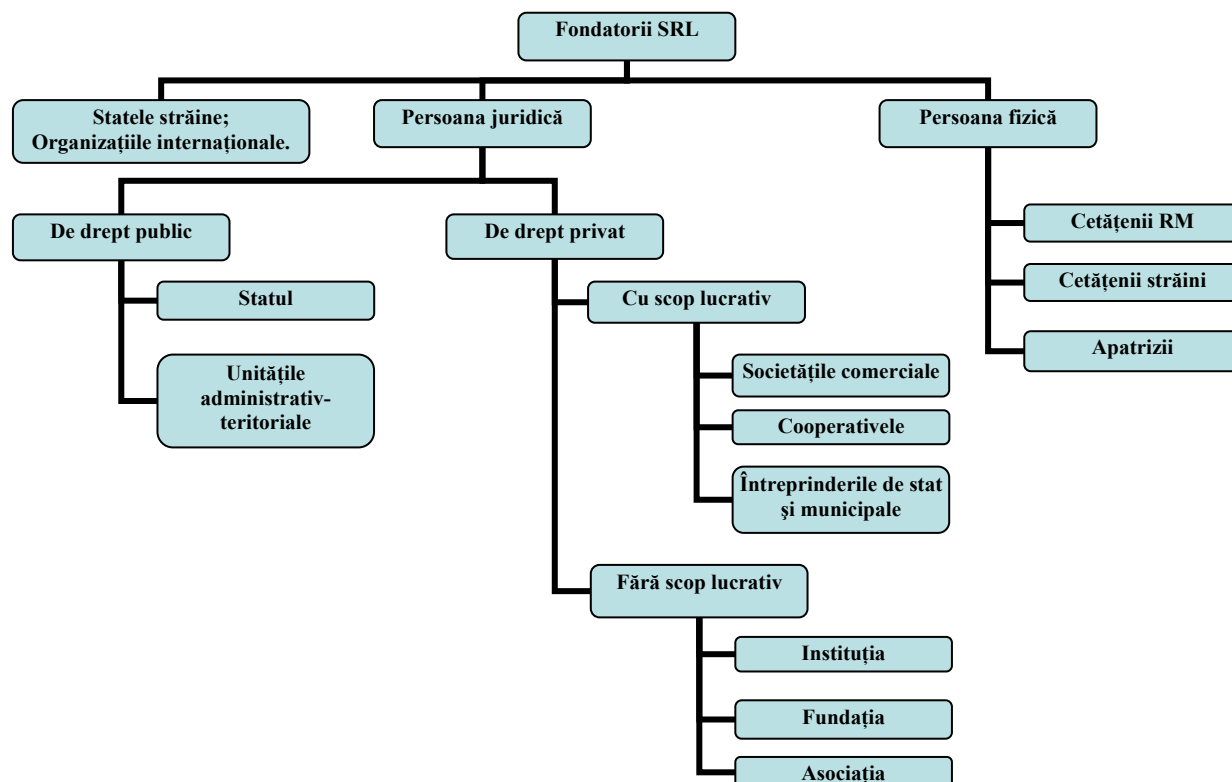 Fondatorii SRL
Statele străine;
Organizațiile internaționale.
Persoana juridică
Persoana fizică
De drept public
De drept privat
Cetățenii RM
Cetățenii străini
Apatrizii
Statul
Unitățile
administrativ-
teritoriale
Cu scop lucrativ
Societățile comerciale
Cooperativele
Întreprinderile de stat
şi municipale
Fără scop lucrativ
Instituția
Fundația
Asociația